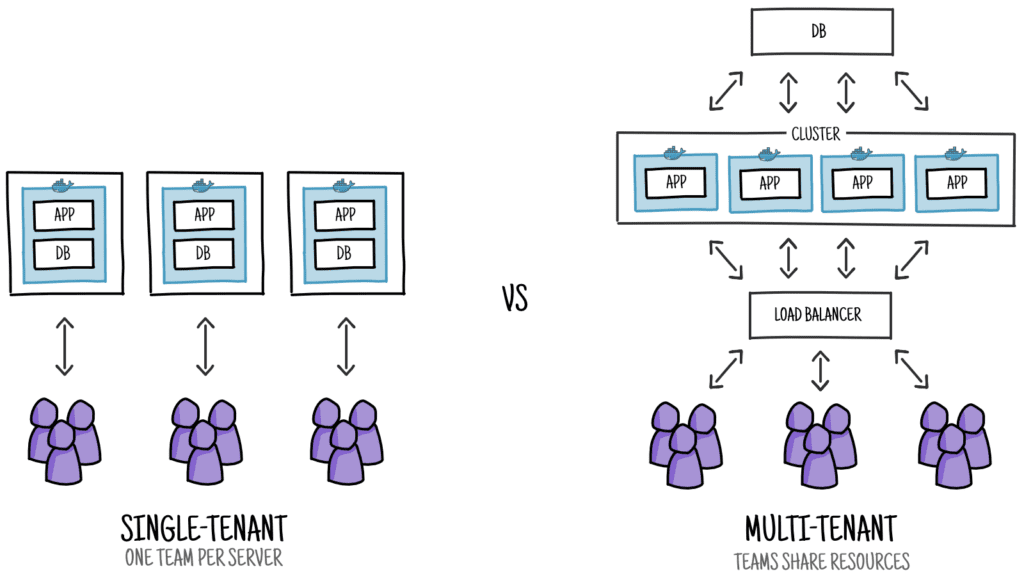 DB
CLUSTER
APP APP APP APP
LOAD BALANCER
APP APP APP
DB DB DB
VS
SINGLE-TENANT
ONE TEAM PER SERVER
MULTI-TENANT
TEAMS SHARE RESOURCES